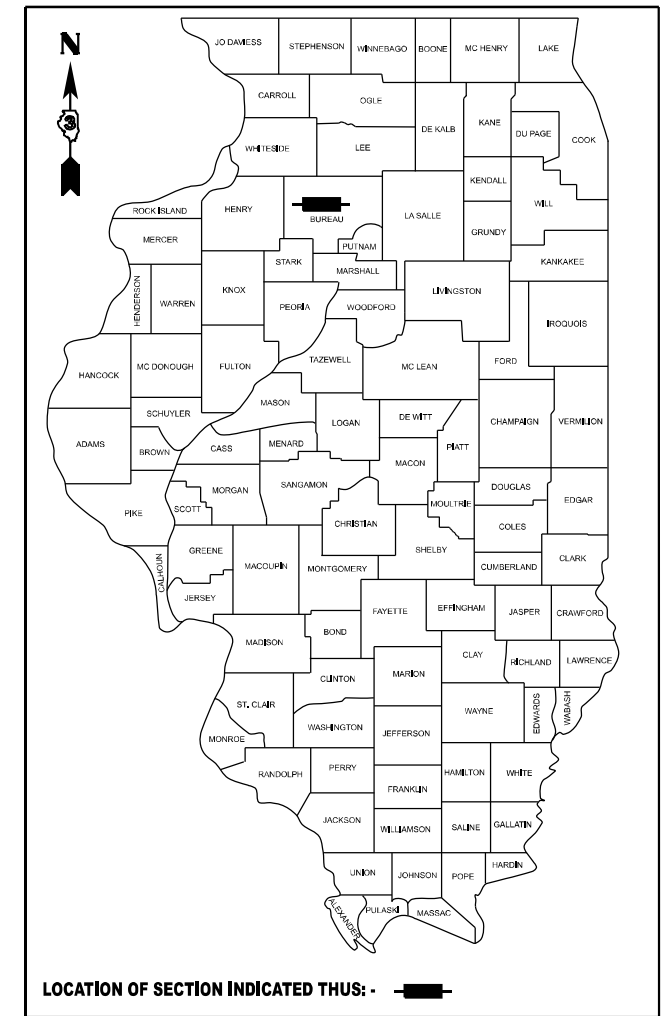 N
3
JO DAVIESS STEPHENSON WINNEBAGO BOONE MC HENRY LAKE
CARROLL OGLE DE KALB KANE DU PAGE COOK
WHITESIDE LEE
KENDALL WILL
ROCK ISLAND HENRY BUREAU LA SALLE
MERCER PUTNAM GRUNDY
STARK MARSHALL KANKAKEE
HENDERSON WARREN KNOX PEORIA WOODFORD LIVINGSTON
IROQUOIS
HANCOCK MC DONOUGH FULTON TAZEWELL MC LEAN FORD
MASON
SCHUYLER LOGAN DE WITT CHAMPAIGN VERMILION
ADAMS BROWN CASS MENARD PIATT
MACON
MORGAN SANGAMON DOUGLAS
PIKE SCOTT MOULTRIE EDGAR
CHRISTIAN COLES
GREENE SHELBY
CALHOUN MACOUPIN MONTGOMERY CUMBERLAND CLARK
JERSEY FAYETTE EFFINGHAM JASPER CRAWFORD
MADISON BOND
CLAY RICHLAND LAWRENCE
CLINTON MARION
ST. CLAIR WAYNE EDWARDS WABASH
WASHINGTON JEFFERSON
MONROE
RANDOLPH PERRY HAMILTON WHITE
FRANKLIN
JACKSON WILLIAMSON SALINE GALLATIN
HARDIN
UNION JOHNSON POPE
ALEXANDER PULASKI MASSAC
LOCATION OF SECTION INDICATED THUS: -